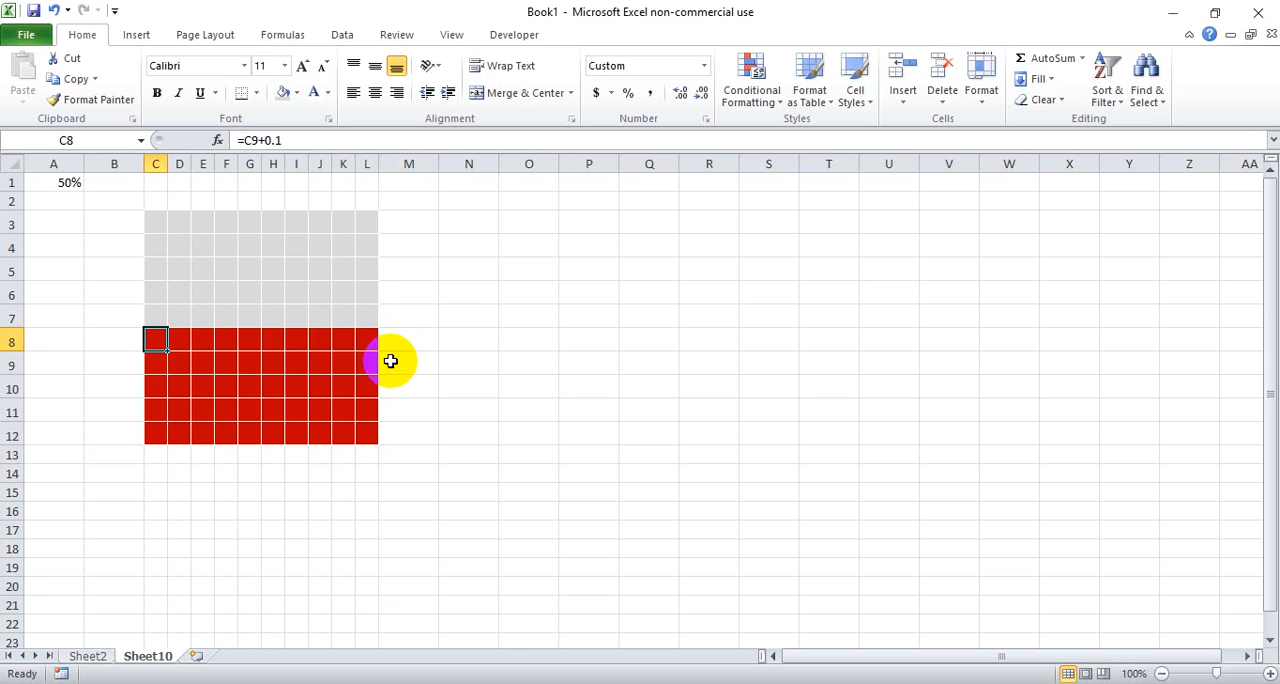 Book1 - Microsoft Excel non-commercial use
File Home Insert Page Layout Formulas Data Review View Developer
Paste
Cut
Copy
Format Painter
Clipboard
Calibri 11
B I U
Font
Wrap Text
Merge & Center
Alignment
Custom
$ % ,
Number
Conditional Formatting
Format as Table
Cell Styles
Styles
Insert
Delete
Format
Cells
AutoSum
Fill
Clear
Sort & Filter
Find & Select
Editing
C8 fx =C9+0.1
A B C D E F G H I J K L M N O P Q R S T U V W X Y Z AA
1 50%
2
3
4
5
6
7
8
9
10
11
12
13
14
15
16
17
18
19
20
21
22
23
Sheet2 Sheet10
Ready 100%